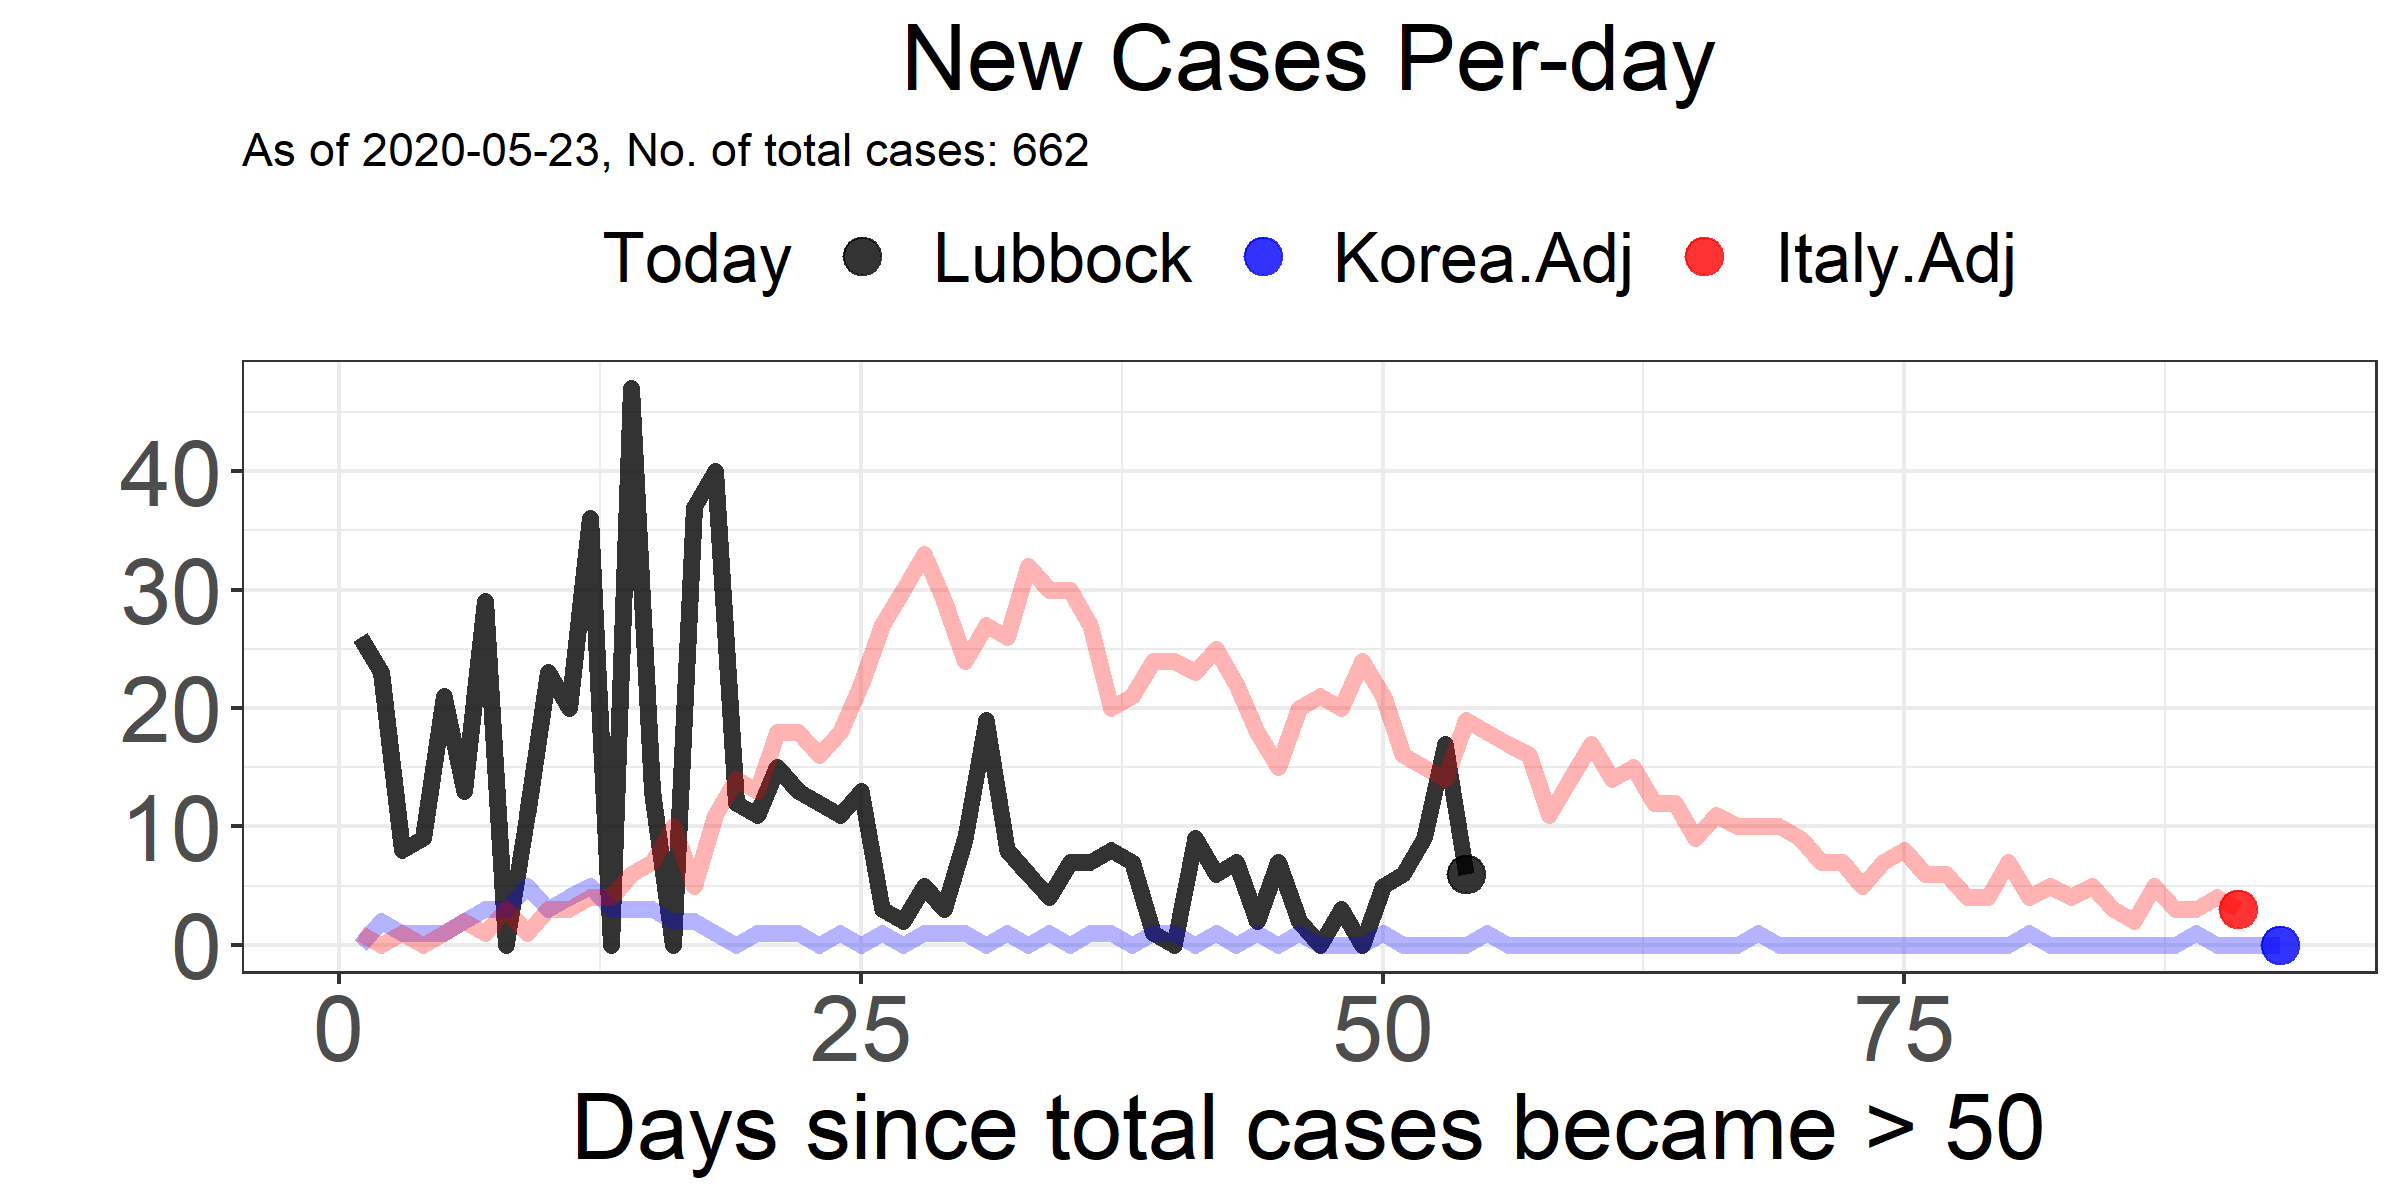 New Cases Per-day
As of 2020-05-23, No. of total cases: 662
Today Lubbock Korea.Adj Italy.Adj
40
30
20
10
0
0 25 50 75
Days since total cases became > 50